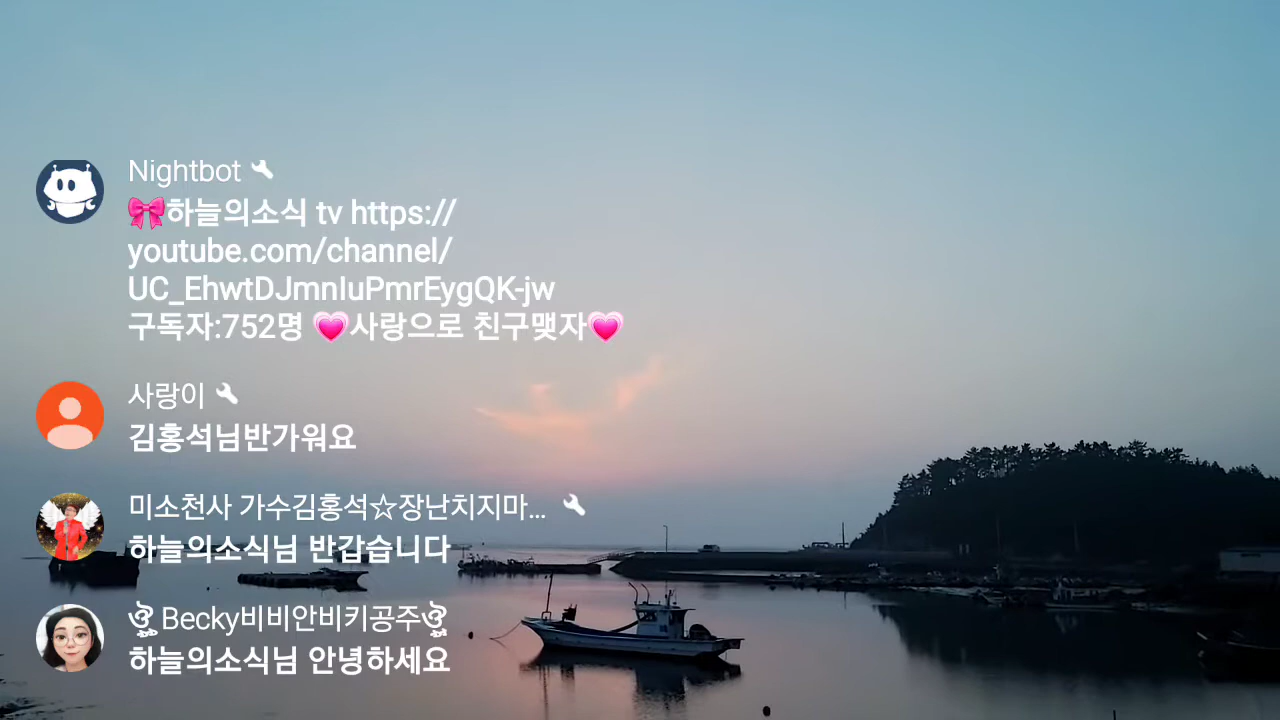 Nightbot
🎀하늘의소식 tv https://
youtube.com/channel/
UC_EhwtDJmnIuPmrEygQK-jw
구독자:752명 💗사랑으로 친구맺자💗
사랑이
김홍석님반가워요
미소천사 가수김홍석☆장난치지마...
하늘의소식님 반갑습니다
Becky비비안비키공주
하늘의소식님 안녕하세요